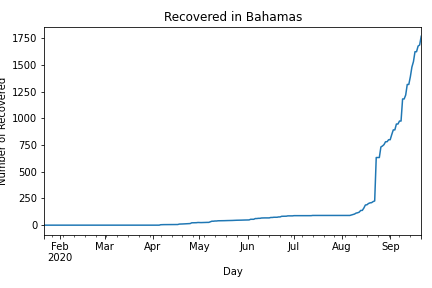 Recovered in Bahamas
1750
1500
1250
1000
750
500
250
0
Number of Recovered
Feb Mar Apr May Jun Jul Aug Sep
2020
Day